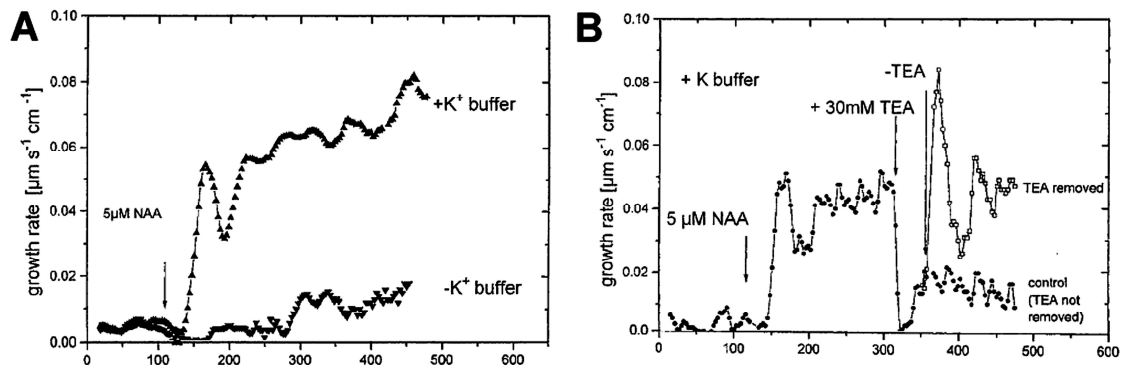 A
growth rate [µm s⁻¹ cm⁻¹]
0.10
0.08
0.06
0.04
0.02
0.00
0
100
200
300
400
500
600
5µM NAA
+K⁺ buffer
-K⁺ buffer
B
growth rate [µm s⁻¹ cm⁻¹]
0.10
0.08
0.06
0.04
0.02
0.0
0
100
200
300
400
500
600
+ K buffer
-TEA
+ 30mM TEA
5 µM NAA
TEA removed
control
(TEA not
removed)